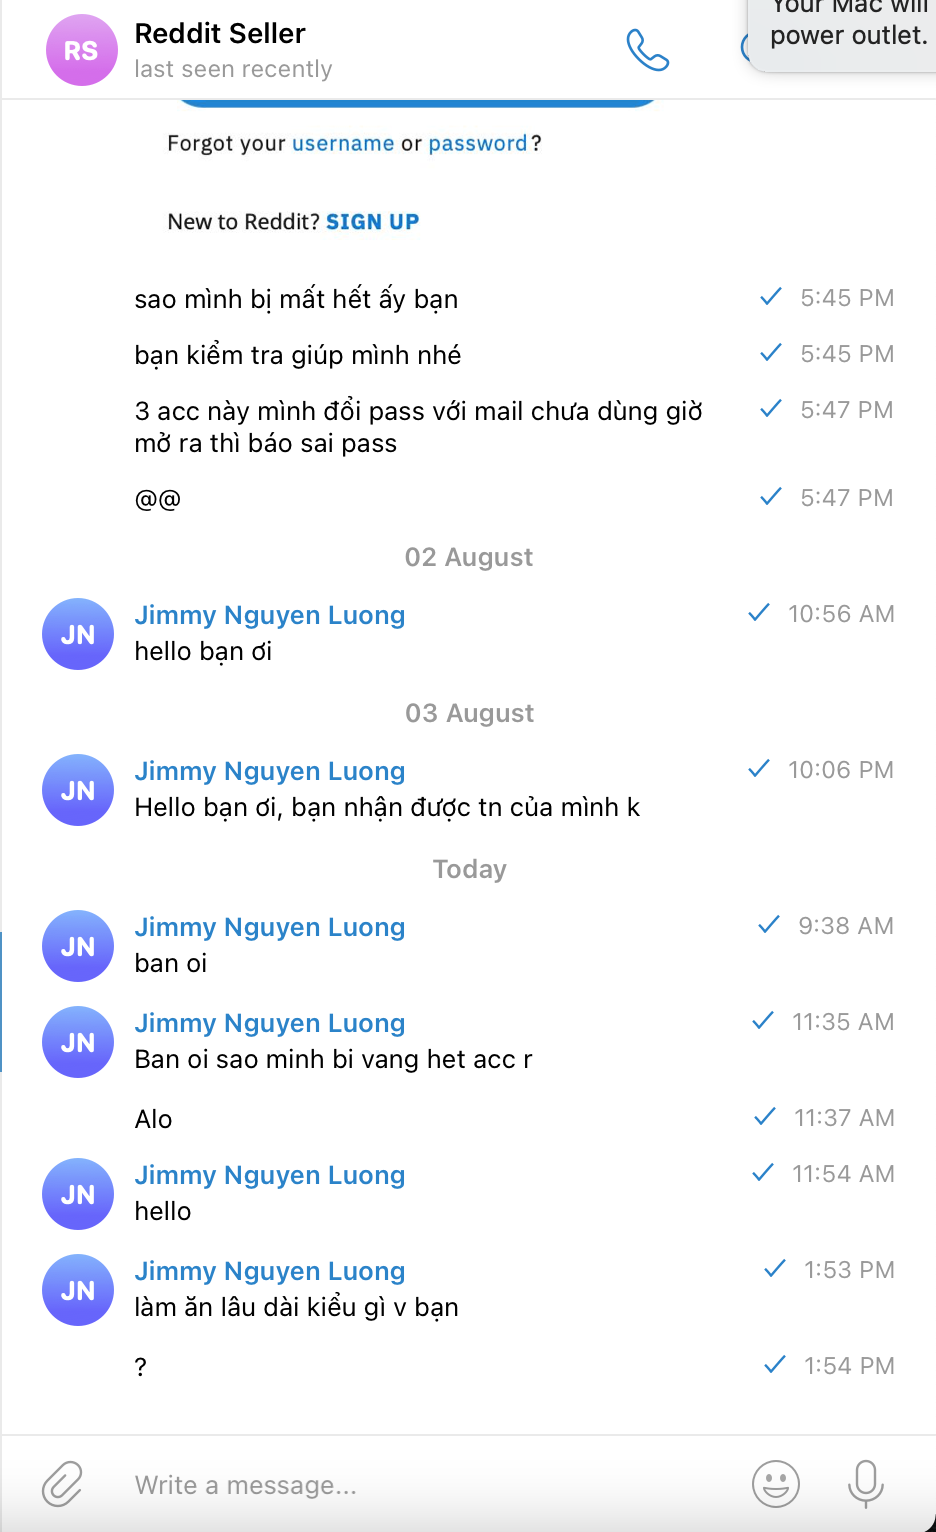 Your Mac will
power outlet.
RS
Reddit Seller
last seen recently
Forgot your username or password?
New to Reddit? SIGN UP
sao mình bị mất hết ấy bạn
5:45 PM
bạn kiểm tra giúp mình nhé
5:45 PM
3 acc này mình đổi pass với mail chưa dùng giờ
mở ra thì báo sai pass
5:47 PM
@@
5:47 PM
02 August
JN
Jimmy Nguyen Luong
10:56 AM
hello bạn ơi
03 August
JN
Jimmy Nguyen Luong
10:06 PM
Hello bạn ơi, bạn nhận được tn của mình k
Today
JN
Jimmy Nguyen Luong
9:38 AM
ban oi
JN
Jimmy Nguyen Luong
11:35 AM
Ban oi sao minh bi vang het acc r
Alo
11:37 AM
JN
Jimmy Nguyen Luong
11:54 AM
hello
JN
Jimmy Nguyen Luong
1:53 PM
làm ăn lâu dài kiểu gì v bạn
?
1:54 PM
Write a message...